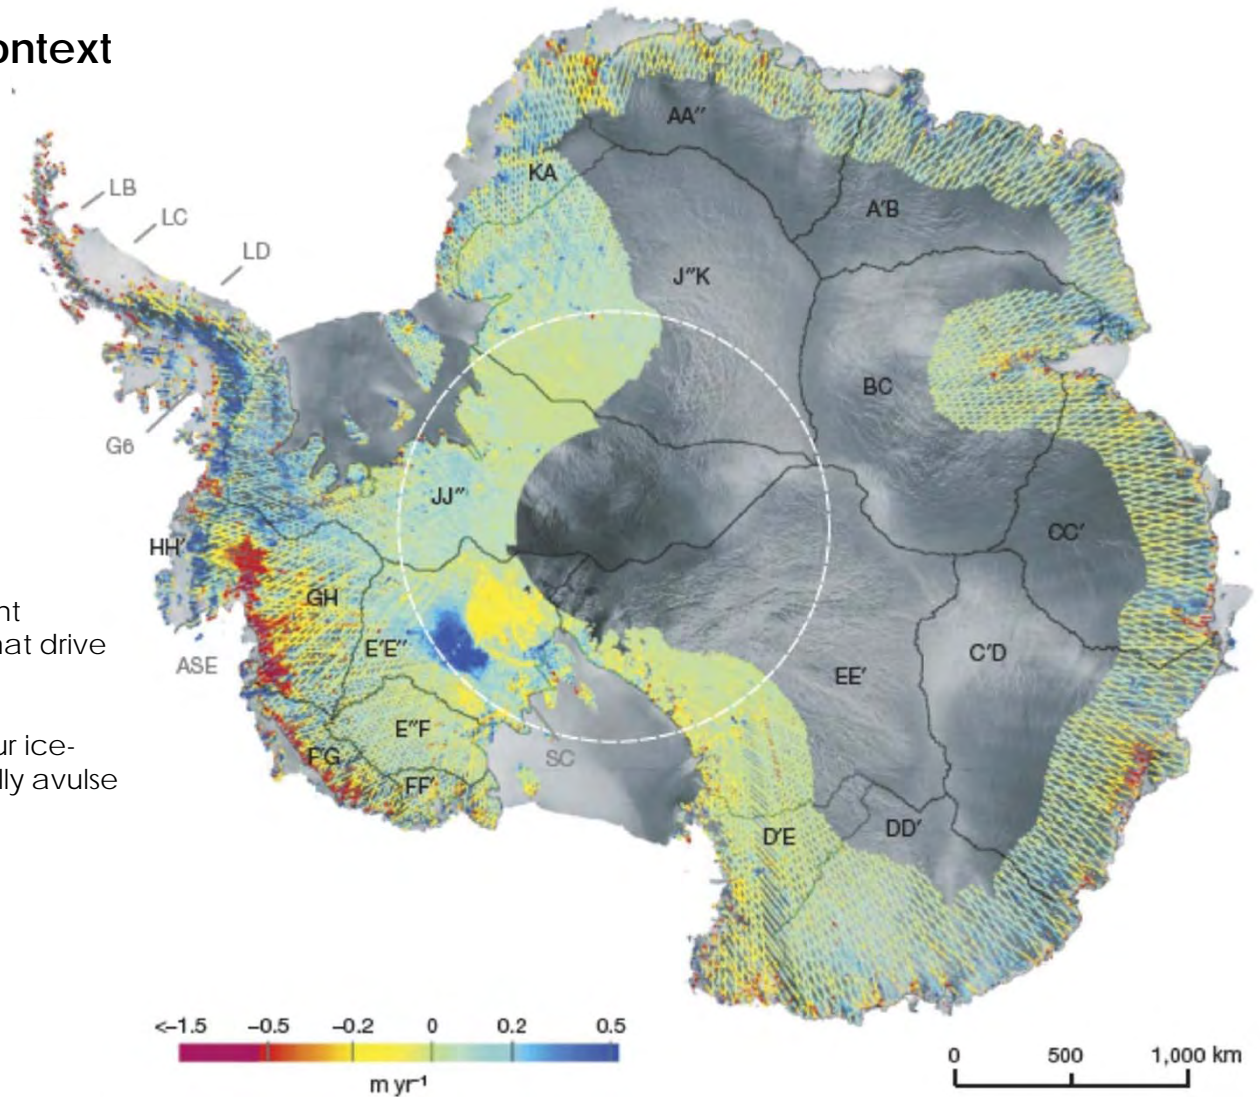 ontext
AA″
LB
KA
LC
A′B
LD
J″K
BC
G6
JJ″
CC′
HH′
GH
nt
hat drive
E′E″
C′D
ASE
EE′
E″F
ur ice-
F′G
SC
lly avulse
FF′
DD′
D′E
<-1.5 -0.5 -0.2 0 0.2 0.5
m yr⁻¹
0 500 1,000 km